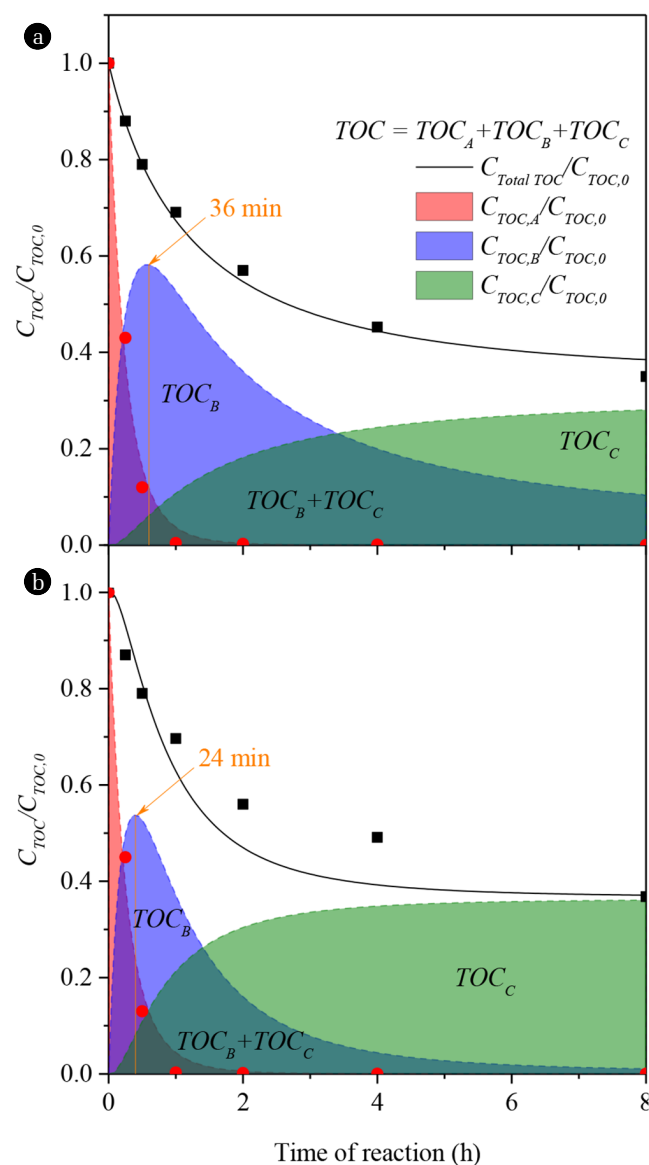 a
1.0
0.8
0.6
0.4
0.2
0.0
C_TOC/C_TOC,0
TOC = TOC_A+TOC_B+TOC_C
C_Total TOC/C_TOC,0
C_TOC,A/C_TOC,0
C_TOC,B/C_TOC,0
C_TOC,C/C_TOC,0
36 min
TOC_B
TOC_C
TOC_B+TOC_C
b
1.0
0.8
0.6
0.4
0.2
0.0
C_TOC/C_TOC,0
24 min
TOC_B
TOC_C
TOC_B+TOC_C
0 2 4 6 8
Time of reaction (h)